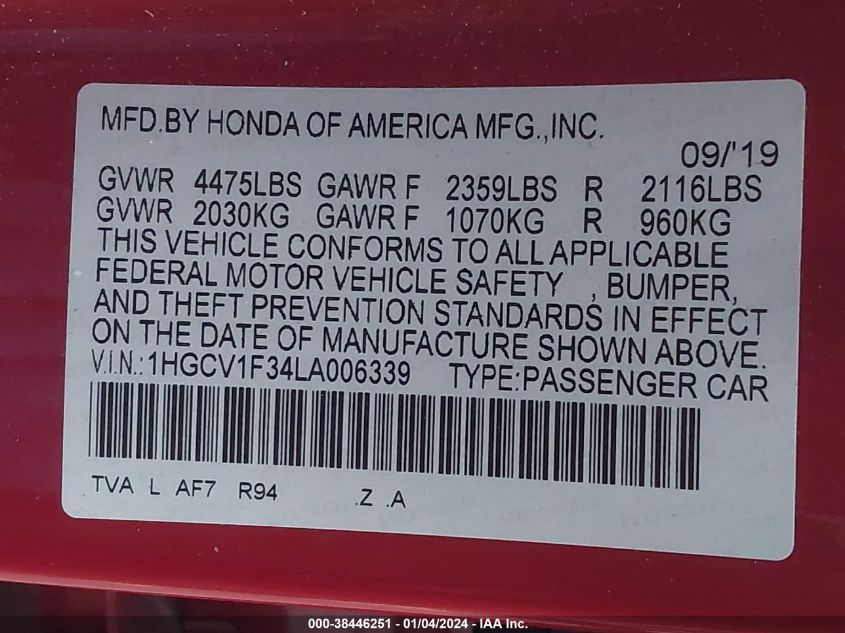 MFD.BY HONDA OF AMERICA MFG.,INC.
09/'19
GVWR 4475LBS GAWR F 2359LBS R 2116LBS
GVWR 2030KG GAWR F 1070KG R 960KG
THIS VEHICLE CONFORMS TO ALL APPLICABLE
FEDERAL MOTOR VEHICLE SAFETY , BUMPER,
AND THEFT PREVENTION STANDARDS IN EFFECT
ON THE DATE OF MANUFACTURE SHOWN ABOVE.
V.I.N.:1HGCV1F34LA006339 TYPE:PASSENGER CAR
TVA L AF7 R94 .Z .A
000-38446251 - 01/04/2024 - IAA Inc.